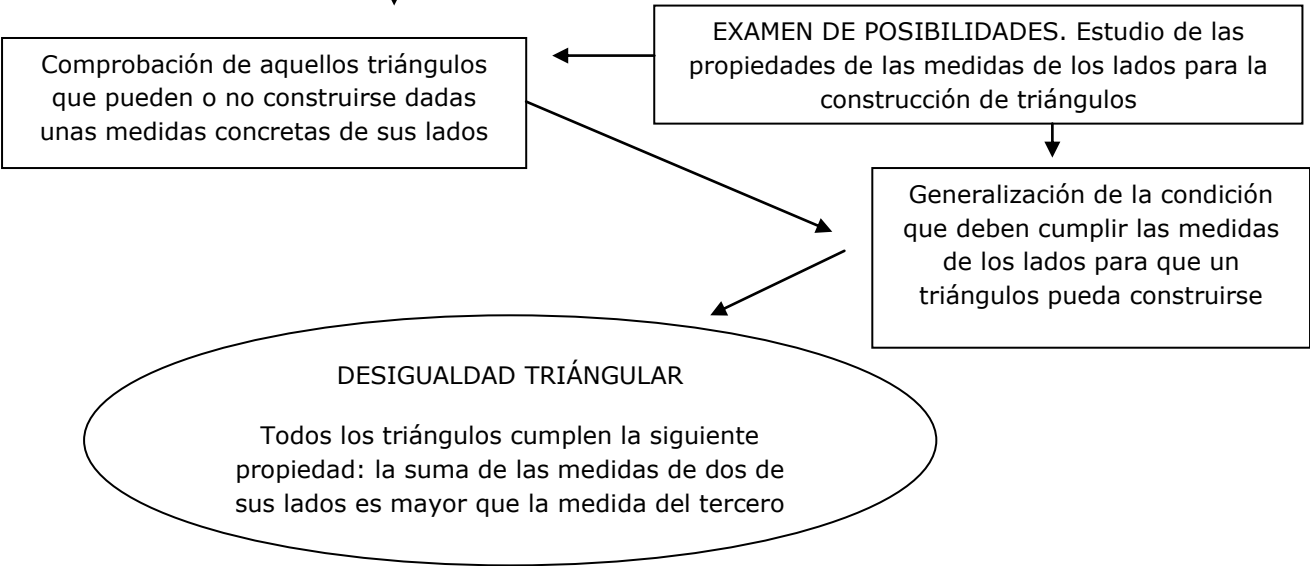 EXAMEN DE POSIBILIDADES. Estudio de las
propiedades de las medidas de los lados para la
construcción de triángulos
Comprobación de aquellos triángulos
que pueden o no construirse dadas
unas medidas concretas de sus lados
Generalización de la condición
que deben cumplir las medidas
de los lados para que un
triángulos pueda construirse
DESIGUALDAD TRIÁNGULAR
Todos los triángulos cumplen la siguiente
propiedad: la suma de las medidas de dos de
sus lados es mayor que la medida del tercero